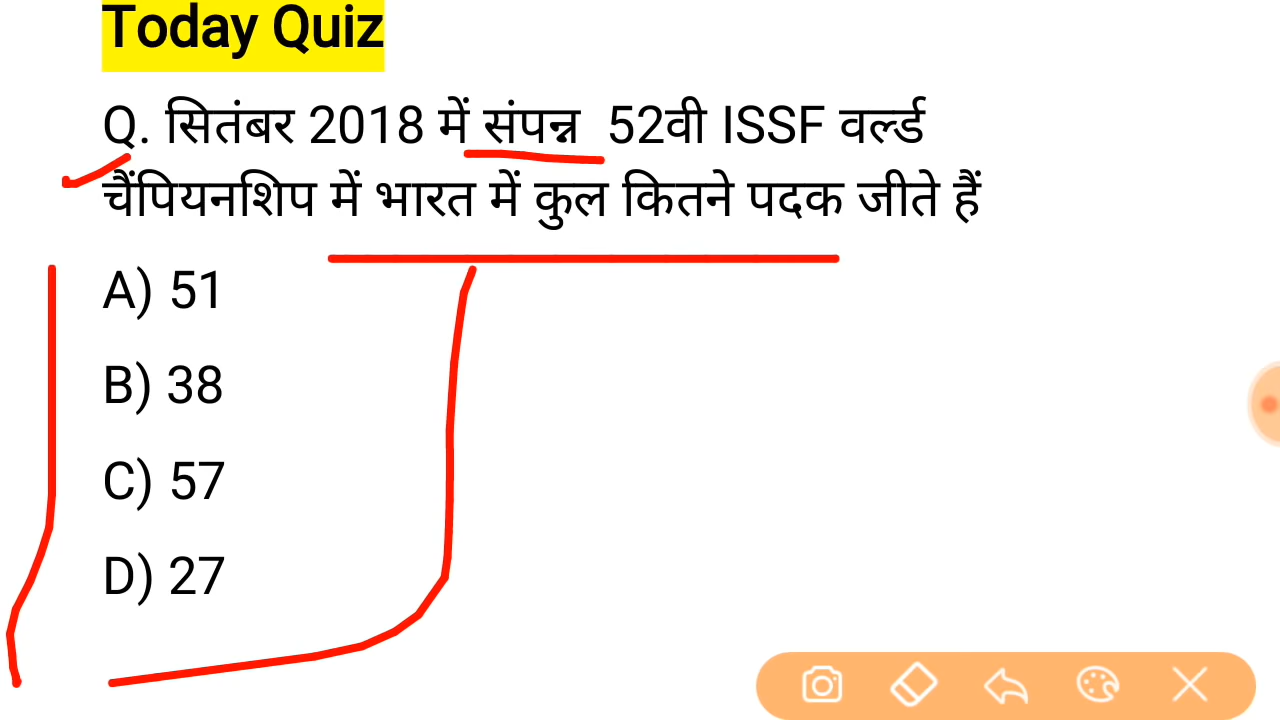 Today Quiz
Q. सितंबर 2018 में संपन्न 52वी ISSF वर्ल्ड
चैंपियनशिप में भारत में कुल कितने पदक जीते हैं
A) 51
B) 38
C) 57
D) 27